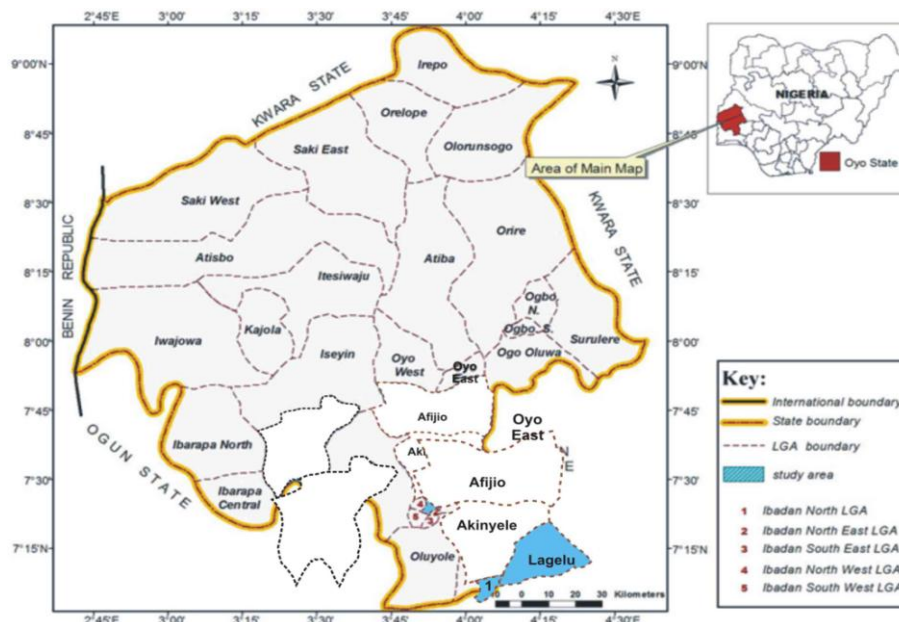 2°45'E 3°00'E 3°15'E 3°30'E 3°45'E 4°00'E 4°15'E 4°30'E
9°00'N
8°45'
8°30'
8°15'
8°00'
7°45'
7°30'
7°15'
9°00'N
8°45'
8°30'
8°15'
8°00'
7°45'
7°30'
7°15'
KWARA STATE
N
Irepo
Orelope
Saki East
Olorunsogo
Saki West
Orire
KWARA STATE
BENIN REPUBLIC
Atisbo
Itesiwaju
Atiba
Ogbo N.
Ogbo. S.
Surulere
Iwajowa
Kajola
Iseyin
Oyo West
Oyo East
Ogo Oluwa
OGUN STATE
Afijio
Oyo East
Ibarapa North
Aki
N E
Ibarapa Central
Afijio
4
2
5
3
Akinyele
Oluyole
Lagelu
1
10 0 10 20 30
Kilometers
2°45' 3°00' 3°15' 3°30' 3°45' 4°00' 4°15' 4°30'E
NIGERIA
Area of Main Map
Oyo State
Key:
International boundary
State boundary
LGA boundary
study area
1 Ibadan North LGA
2 Ibadan North East LGA
3 Ibadan South East LGA
4 Ibadan North West LGA
5 Ibadan South West LGA